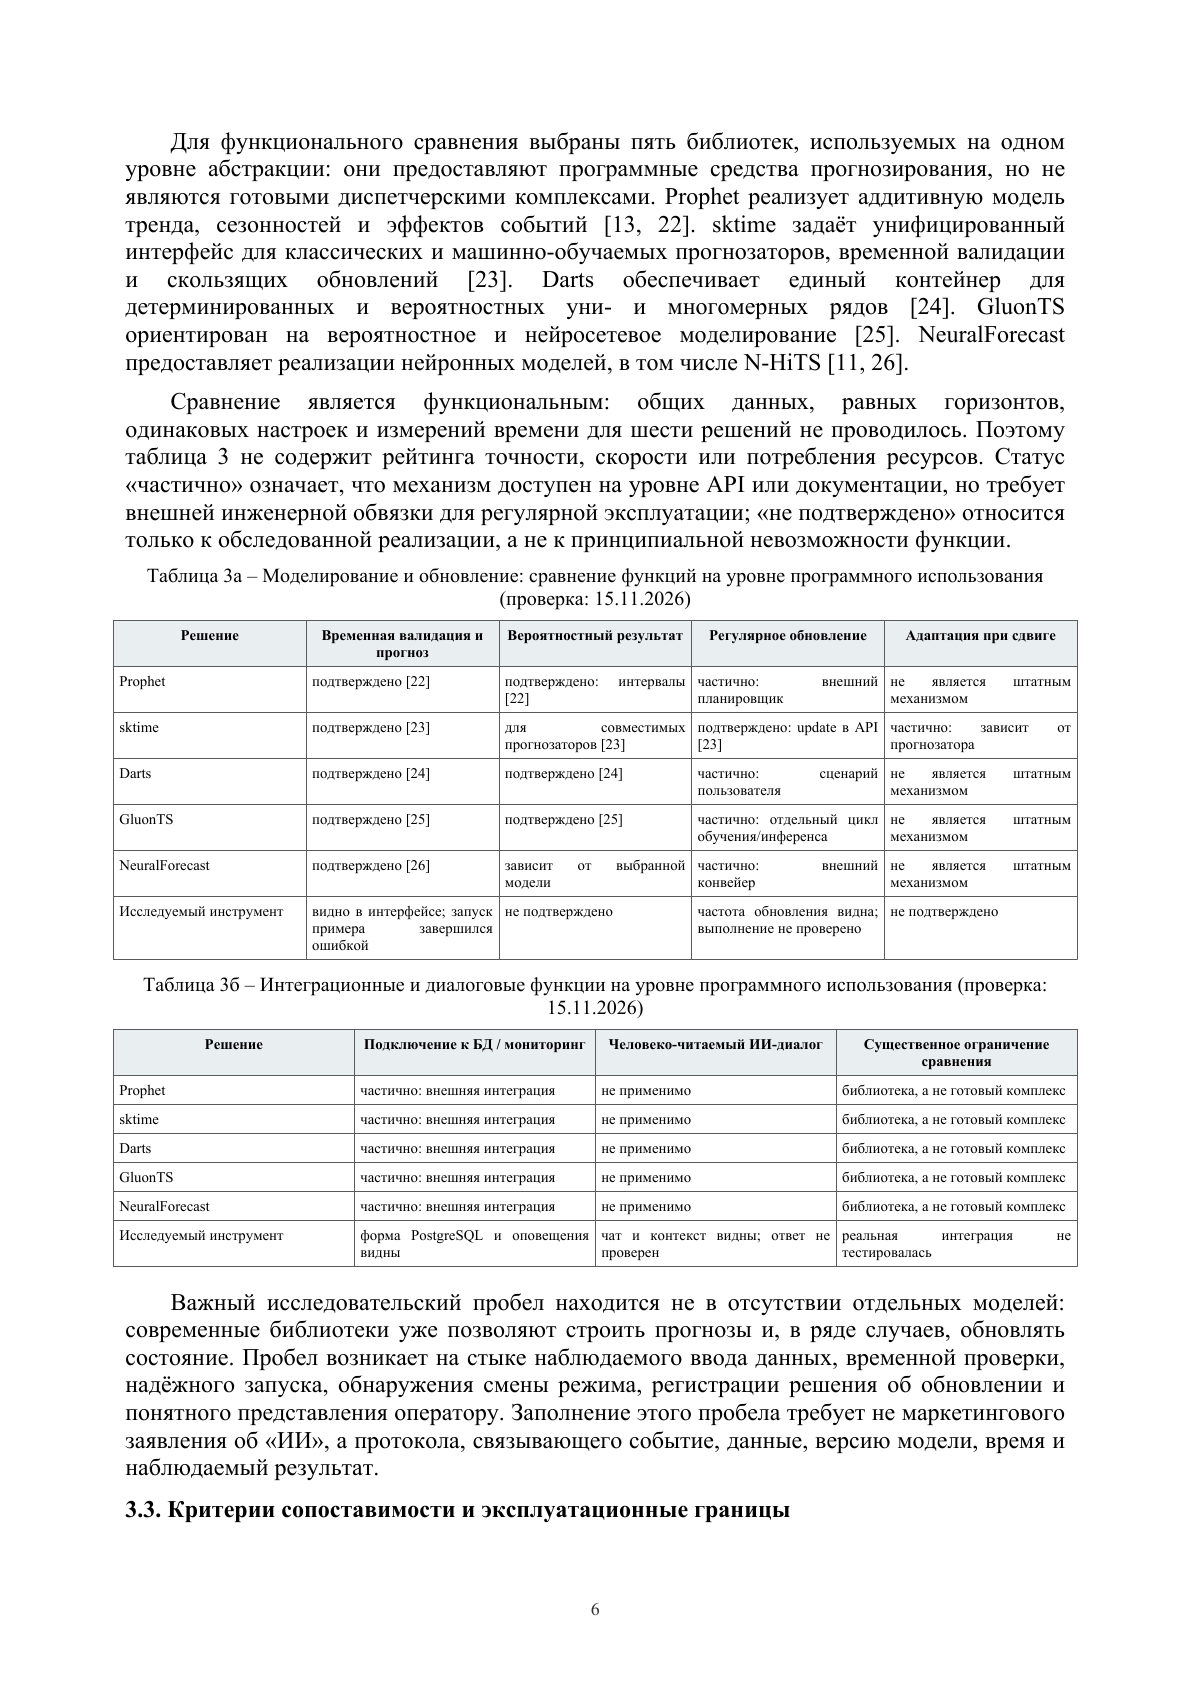 Для функционального сравнения выбраны пять библиотек, используемых на одном
уровне абстракции: они предоставляют программные средства прогнозирования, но не
являются готовыми диспетчерскими комплексами. Prophet реализует аддитивную модель
тренда, сезонностей и эффектов событий [13, 22]. sktime задаёт унифицированный
интерфейс для классических и машинно-обучаемых прогнозаторов, временной валидации
и скользящих обновлений [23]. Darts обеспечивает единый контейнер для
детерминированных и вероятностных уни- и многомерных рядов [24]. GluonTS
ориентирован на вероятностное и нейросетевое моделирование [25]. NeuralForecast
предоставляет реализации нейронных моделей, в том числе N-HiTS [11, 26].
Сравнение является функциональным: общих данных, равных горизонтов,
одинаковых настроек и измерений времени для шести решений не проводилось. Поэтому
таблица 3 не содержит рейтинга точности, скорости или потребления ресурсов. Статус
«частично» означает, что механизм доступен на уровне API или документации, но требует
внешней инженерной обвязки для регулярной эксплуатации; «не подтверждено» относится
только к обследованной реализации, а не к принципиальной невозможности функции.
Таблица 3а – Моделирование и обновление: сравнение функций на уровне программного использования
(проверка: 15.11.2026)
Решение Временная валидация и Вероятностный результат Регулярное обновление Адаптация при сдвиге
прогноз
Prophet подтверждено [22] подтверждено: интервалы частично: внешний не является штатным
[22] планировщик механизмом
sktime подтверждено [23] для совместимых подтверждено: update в API частично: зависит от
прогнозаторов [23] [23] прогнозатора
Darts подтверждено [24] подтверждено [24] частично: сценарий не является штатным
пользователя механизмом
GluonTS подтверждено [25] подтверждено [25] частично: отдельный цикл не является штатным
обучения/инференса механизмом
NeuralForecast подтверждено [26] зависит от выбранной частично: внешний не является штатным
модели конвейер механизмом
Исследуемый инструмент видно в интерфейсе; запуск не подтверждено частота обновления видна; не подтверждено
примера завершился выполнение не проверено
ошибкой
Таблица 3б – Интеграционные и диалоговые функции на уровне программного использования (проверка:
15.11.2026)
Решение Подключение к БД / мониторинг Человеко-читаемый ИИ-диалог Существенное ограничение
сравнения
Prophet частично: внешняя интеграция не применимо библиотека, а не готовый комплекс
sktime частично: внешняя интеграция не применимо библиотека, а не готовый комплекс
Darts частично: внешняя интеграция не применимо библиотека, а не готовый комплекс
GluonTS частично: внешняя интеграция не применимо библиотека, а не готовый комплекс
NeuralForecast частично: внешняя интеграция не применимо библиотека, а не готовый комплекс
Исследуемый инструмент форма PostgreSQL и оповещения чат и контекст видны; ответ не реальная интеграция не
видны проверен тестировалась
Важный исследовательский пробел находится не в отсутствии отдельных моделей:
современные библиотеки уже позволяют строить прогнозы и, в ряде случаев, обновлять
состояние. Пробел возникает на стыке наблюдаемого ввода данных, временной проверки,
надёжного запуска, обнаружения смены режима, регистрации решения об обновлении и
понятного представления оператору. Заполнение этого пробела требует не маркетингового
заявления об «ИИ», а протокола, связывающего событие, данные, версию модели, время и
наблюдаемый результат.
3.3. Критерии сопоставимости и эксплуатационные границы
6